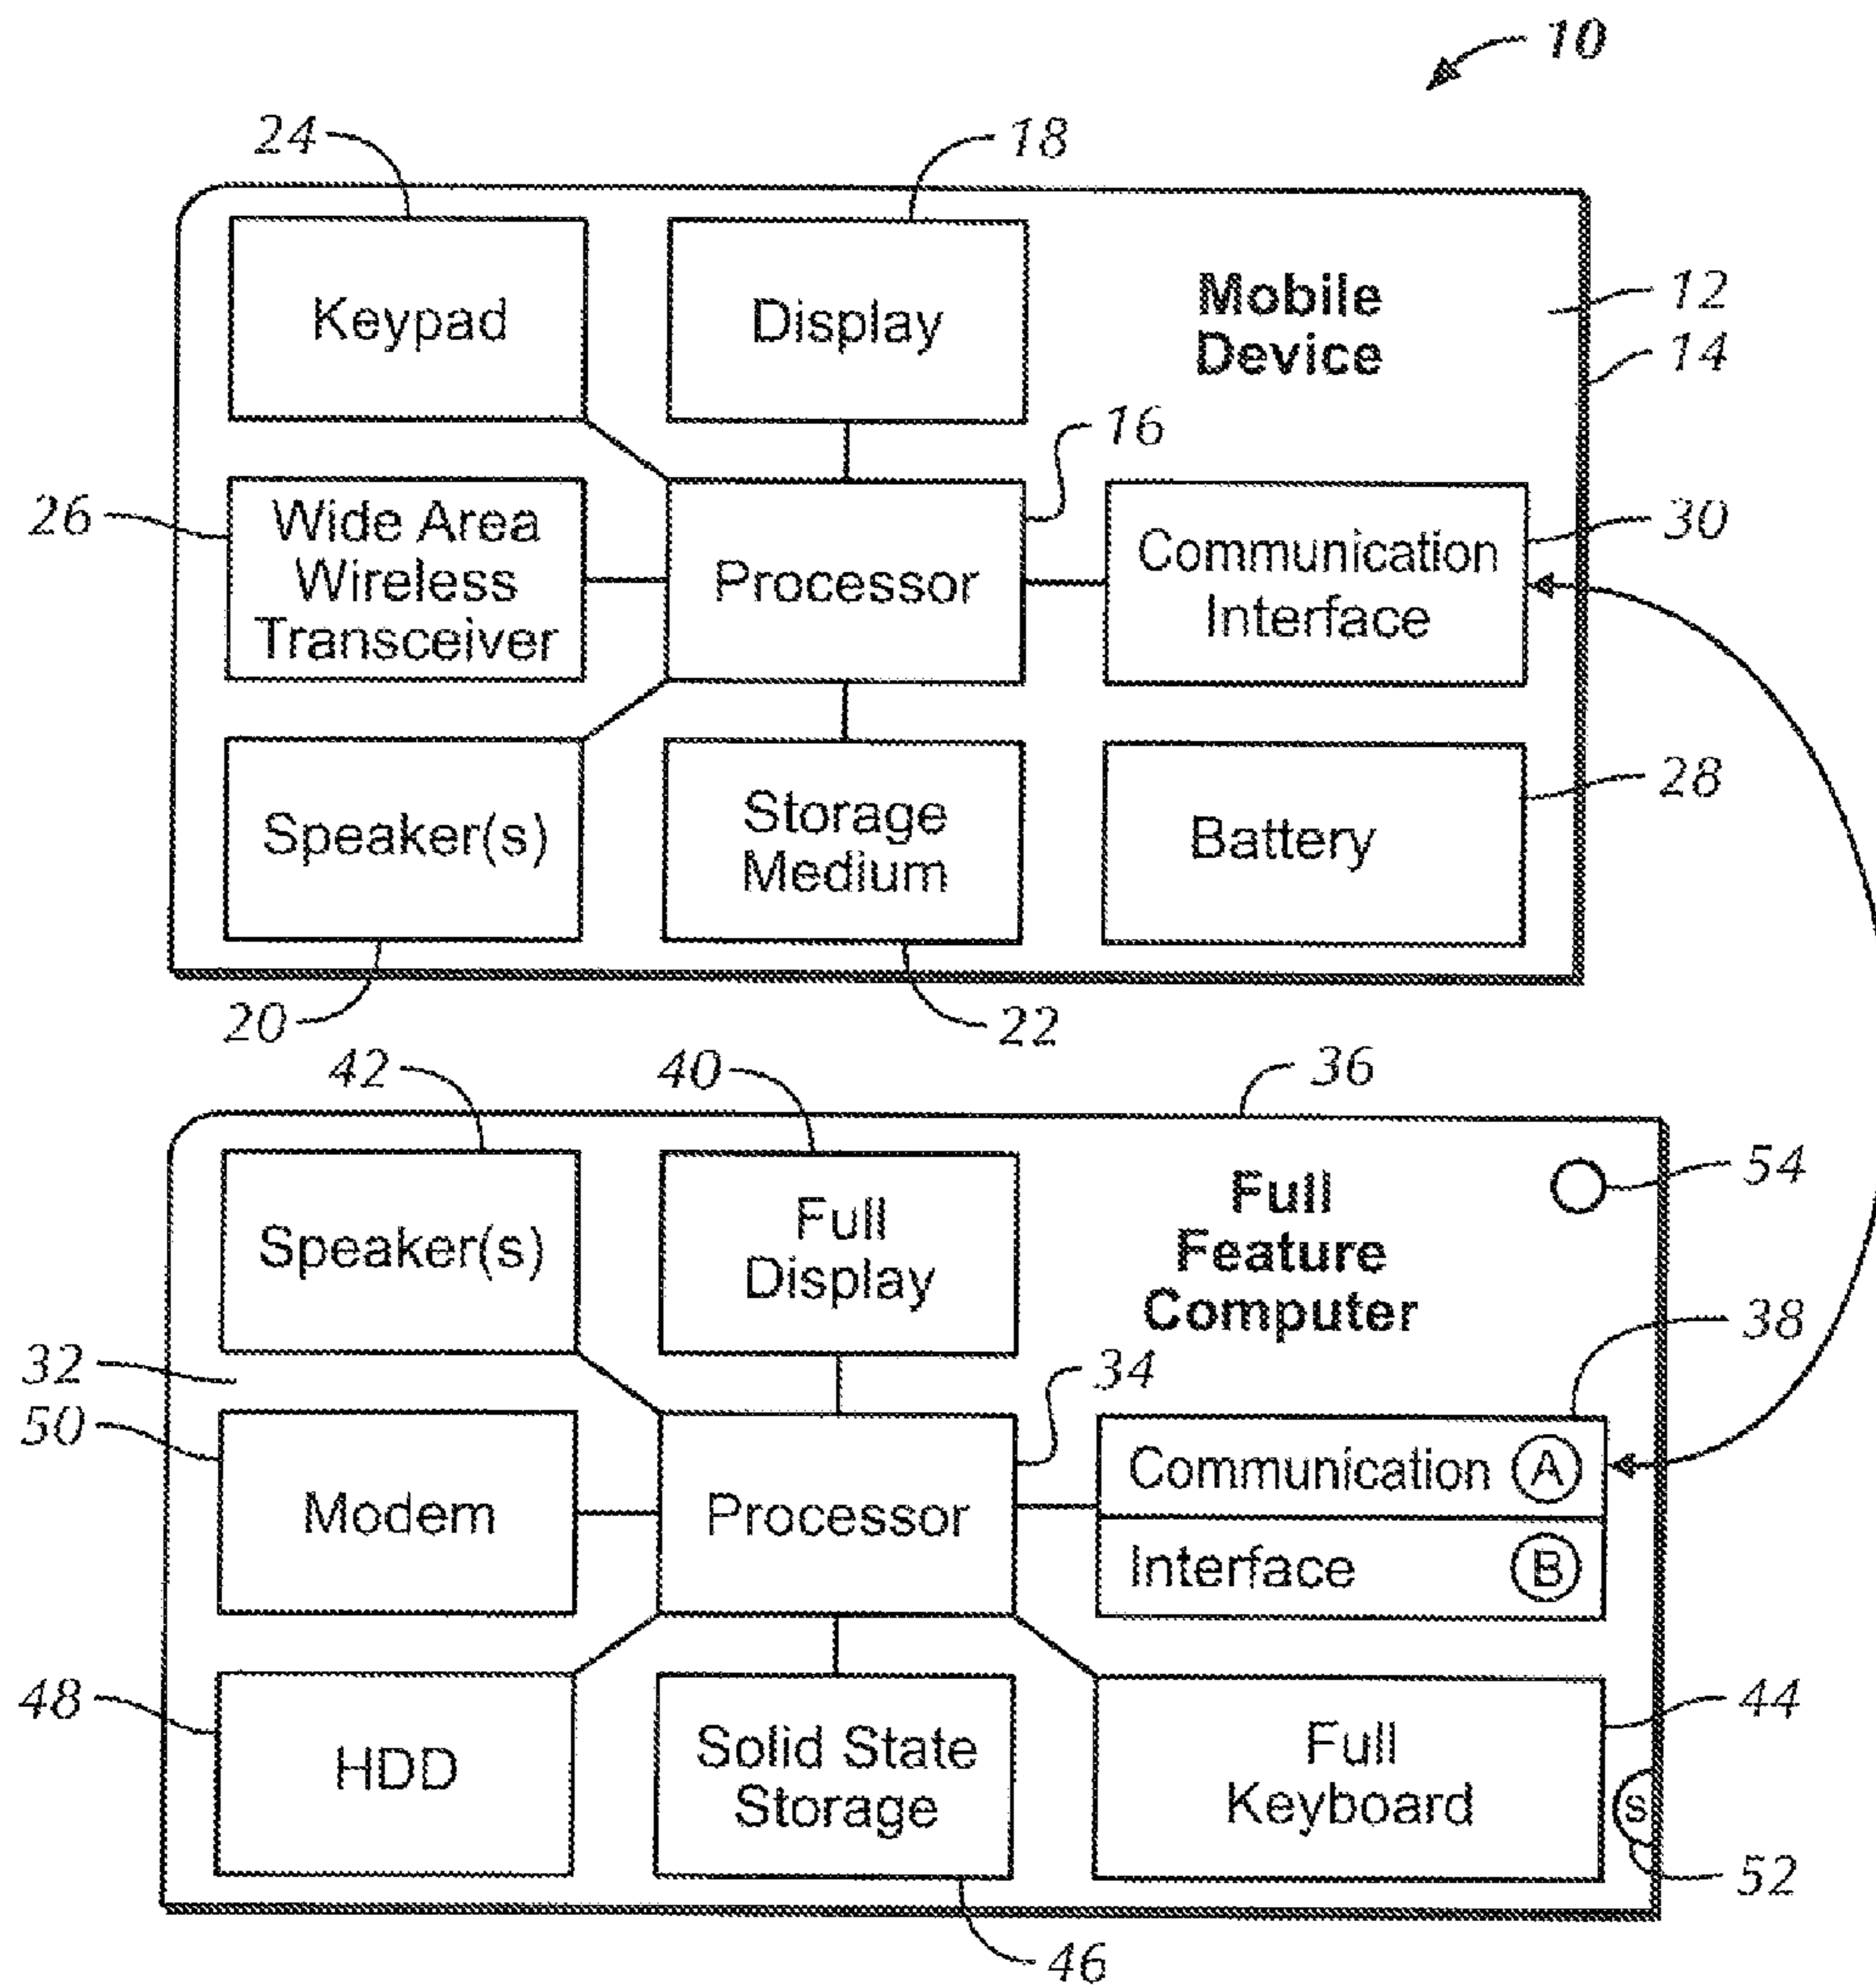 10
24
18
Keypad
Display
Mobile
Device
12
14
16
26
Wide Area
Wireless
Transceiver
Processor
Communication
Interface
30
Speaker(s)
Storage
Medium
Battery
28
20
22
42
40
36
Speaker(s)
Full
Display
Full
Feature
Computer
54
38
32
34
50
Modem
Processor
Communication A
Interface B
48
HDD
Solid State
Storage
Full
Keyboard
44
S
52
46